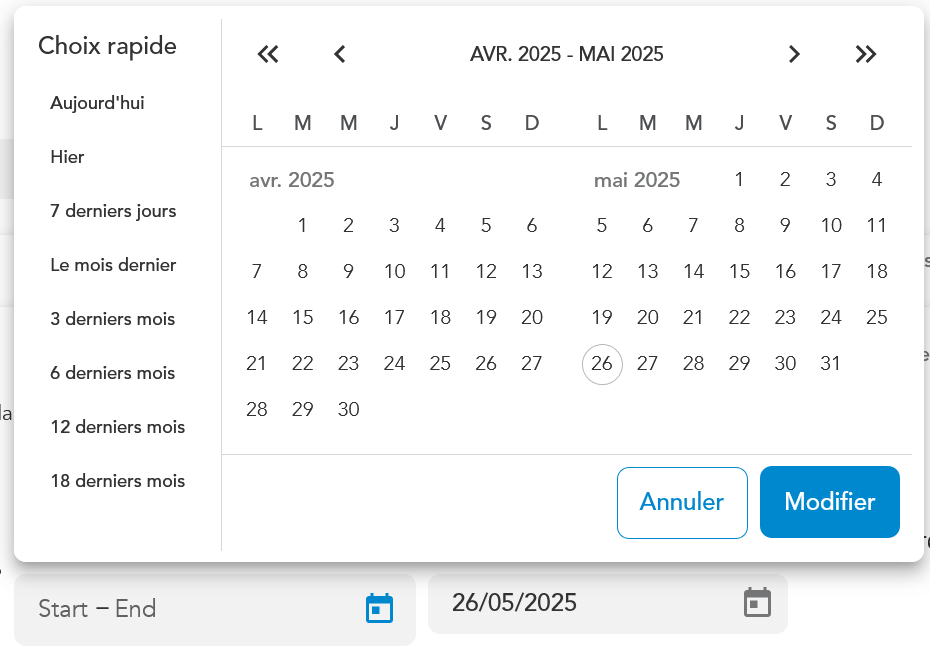 Choix rapide
Aujourd'hui
Hier
7 derniers jours
Le mois dernier
3 derniers mois
6 derniers mois
12 derniers mois
18 derniers mois
AVR. 2025 - MAI 2025
L M M J V S D
avr. 2025
1 2 3 4 5 6
7 8 9 10 11 12 13
14 15 16 17 18 19 20
21 22 23 24 25 26 27
28 29 30
L M M J V S D
mai 2025 1 2 3 4
5 6 7 8 9 10 11
12 13 14 15 16 17 18
19 20 21 22 23 24 25
26 27 28 29 30 31
Annuler
Modifier
Start – End
26/05/2025